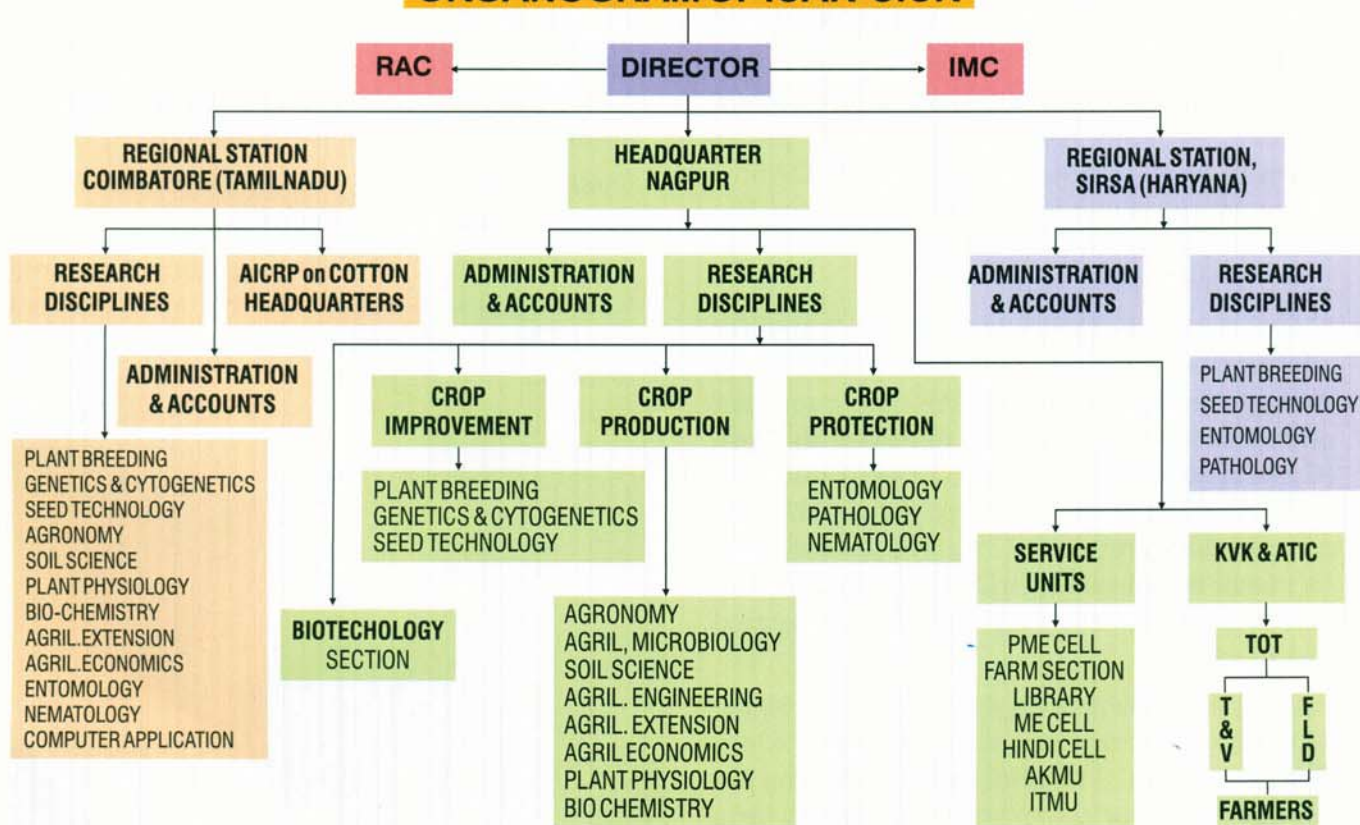 RAC
DIRECTOR
IMC
REGIONAL STATION
COIMBATORE (TAMILNADU)
HEADQUARTER
NAGPUR
REGIONAL STATION,
SIRSA (HARYANA)
RESEARCH
DISCIPLINES
AICRP on COTTON
HEADQUARTERS
ADMINISTRATION
& ACCOUNTS
RESEARCH
DISCIPLINES
ADMINISTRATION
& ACCOUNTS
RESEARCH
DISCIPLINES
ADMINISTRATION
& ACCOUNTS
CROP
IMPROVEMENT
CROP
PRODUCTION
CROP
PROTECTION
PLANT BREEDING
SEED TECHNOLOGY
ENTOMOLOGY
PATHOLOGY
PLANT BREEDING
GENETICS & CYTOGENETICS
SEED TECHNOLOGY
AGRONOMY
SOIL SCIENCE
PLANT PHYSIOLOGY
BIO-CHEMISTRY
AGRIL.EXTENSION
AGRIL.ECONOMICS
ENTOMOLOGY
NEMATOLOGY
COMPUTER APPLICATION
PLANT BREEDING
GENETICS & CYTOGENETICS
SEED TECHNOLOGY
ENTOMOLOGY
PATHOLOGY
NEMATOLOGY
BIOTECHOLOGY
SECTION
AGRONOMY
AGRIL, MICROBIOLOGY
SOIL SCIENCE
AGRIL. ENGINEERING
AGRIL. EXTENSION
AGRIL ECONOMICS
PLANT PHYSIOLOGY
BIO CHEMISTRY
SERVICE
UNITS
KVK & ATIC
PME CELL
FARM SECTION
LIBRARY
ME CELL
HINDI CELL
AKMU
ITMU
TOT
T
&
V
F
L
D
FARMERS